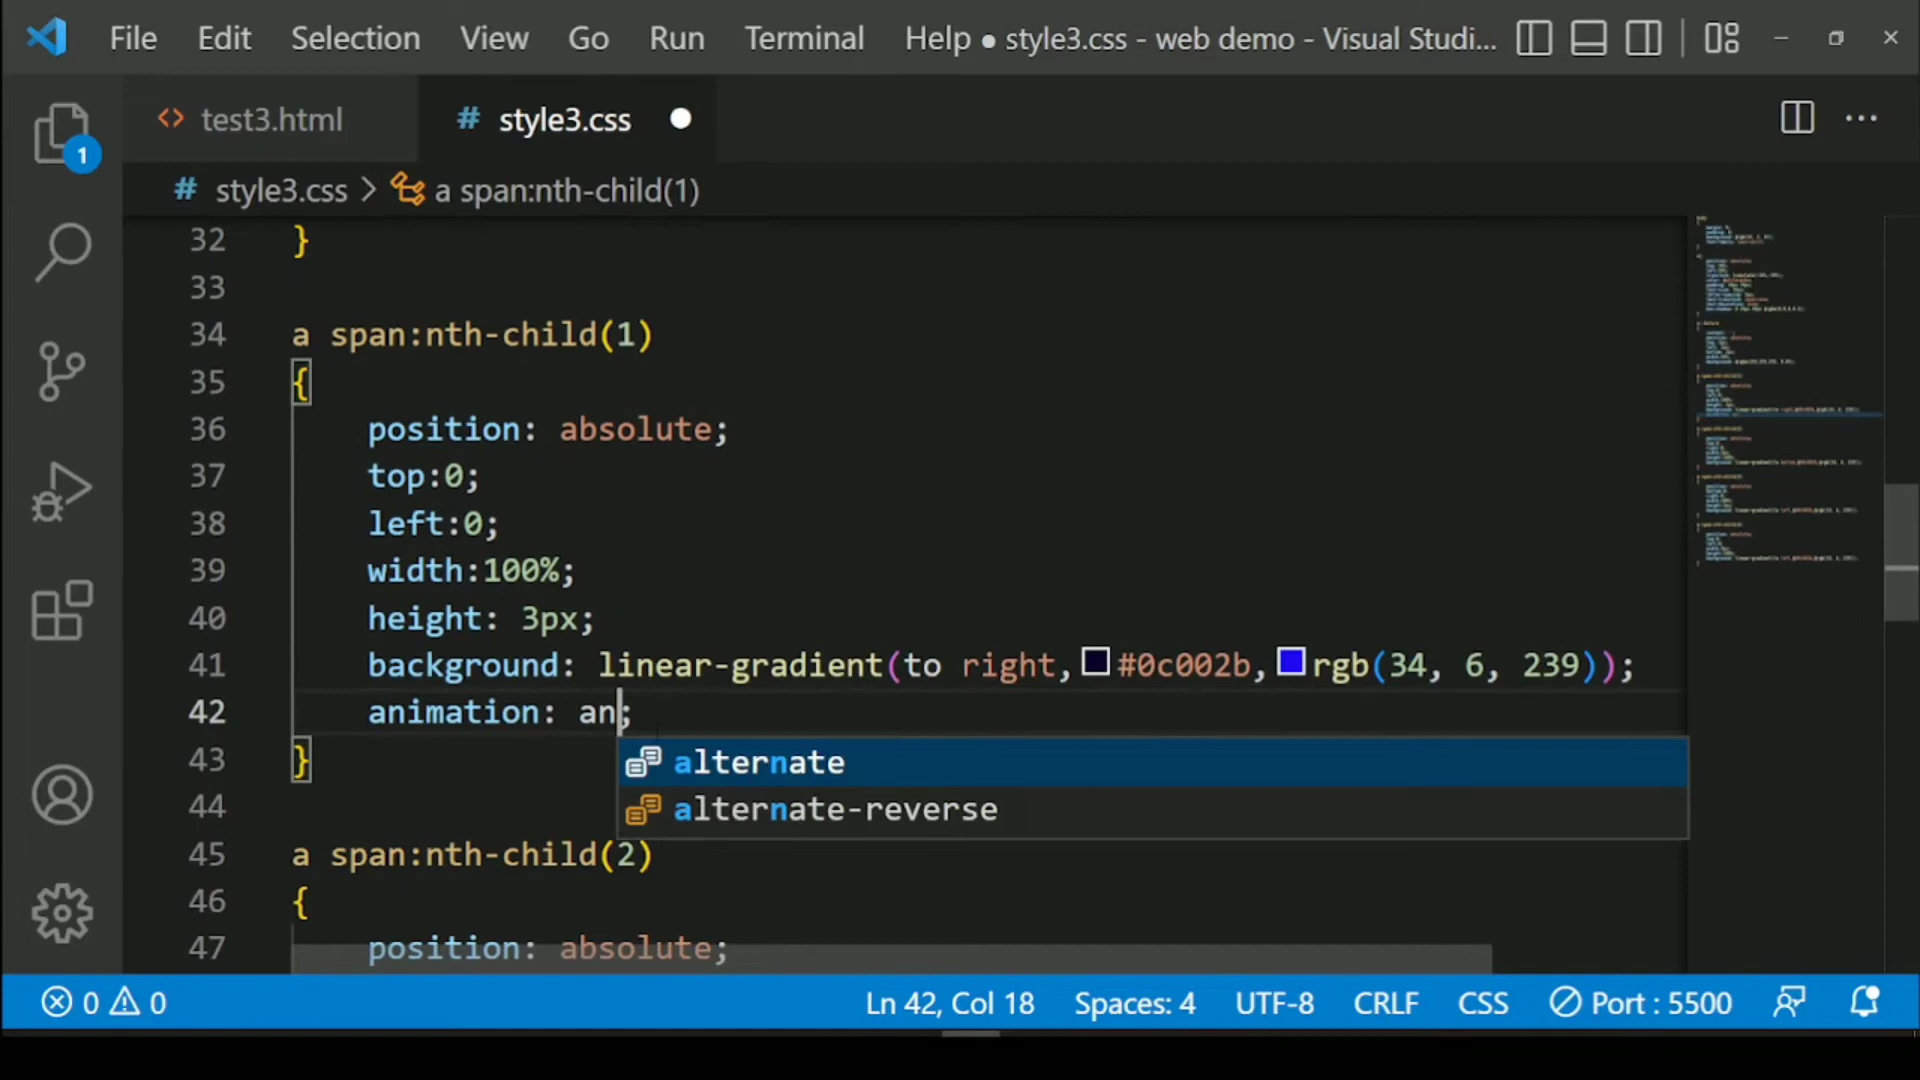 File Edit Selection View Go Run Terminal Help ● style3.css - web demo - Visual Studi...
<> test3.html # style3.css ...
# style3.css > a span:nth-child(1)
1
32 }
33
34 a span:nth-child(1)
35 {
36 position: absolute;
37 top:0;
38 left:0;
39 width:100%;
40 height: 3px;
41 background: linear-gradient(to right,#0c002b,rgb(34, 6, 239));
42 animation: an;
alternate
alternate-reverse
43 }
44
45 a span:nth-child(2)
46 {
47 position: absolute;
0 0 Ln 42, Col 18 Spaces: 4 UTF-8 CRLF CSS Port : 5500